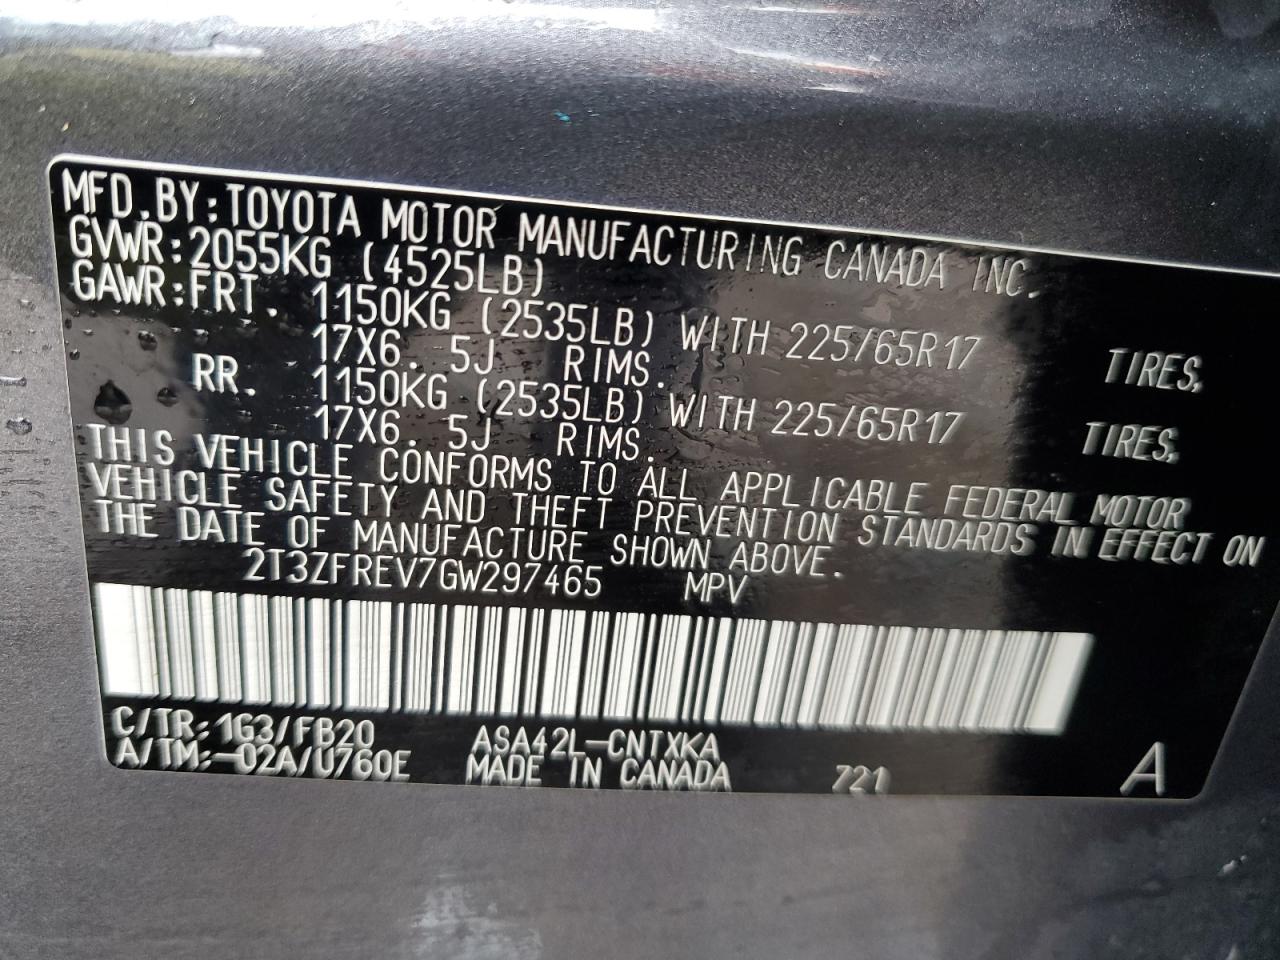 MFD.BY:TOYOTA MOTOR MANUFACTURING CANADA INC.
GVWR:2055KG (4525LB)
GAWR:FRT. 1150KG (2535LB) WITH 225/65R17 TIRES,
17X6.5J RIMS.
RR. 1150KG (2535LB) WITH 225/65R17 TIRES,
17X6.5J RIMS.
THIS VEHICLE CONFORMS TO ALL APPLICABLE FEDERAL MOTOR
VEHICLE SAFETY AND THEFT PREVENTION STANDARDS IN EFFECT ON
THE DATE OF MANUFACTURE SHOWN ABOVE.
2T3ZFREV7GW297465 MPV
C/TR:1G3/FB20 ASA42L-CNTXKA
A/TM:-02A/U760E MADE IN CANADA 721 A